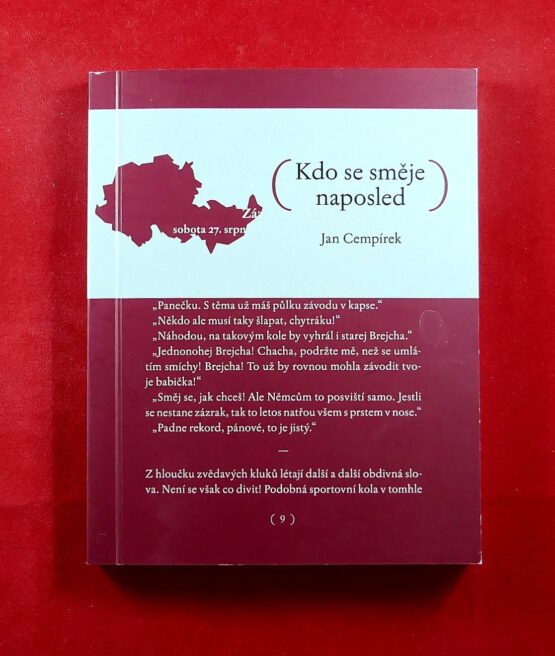 ( Kdo se směje
naposled )
Jan Cempírek
sobota 27. srpn
„Panečku. S těma už máš půlku závodu v kapse.“
„Někdo ale musí taky šlapat, chytráku!“
„Náhodou, na takovým kole by vyhrál i starej Brejcha.“
„Jednonohej Brejcha! Chacha, podržte mě, než se umlá-
tím smíchy! Brejcha! To už by rovnou mohla závodit tvo-
je babička!“
„Směj se, jak chceš! Ale Němcům to posviští samo. Jestli
se nestane zázrak, tak to letos natřou všem s prstem v nose.“
„Padne rekord, pánové, to je jistý.“
—
Z hloučku zvědavých kluků létají další a další obdivná slo-
va. Není se však co divit! Podobná sportovní kola v tomhle
( 9 )